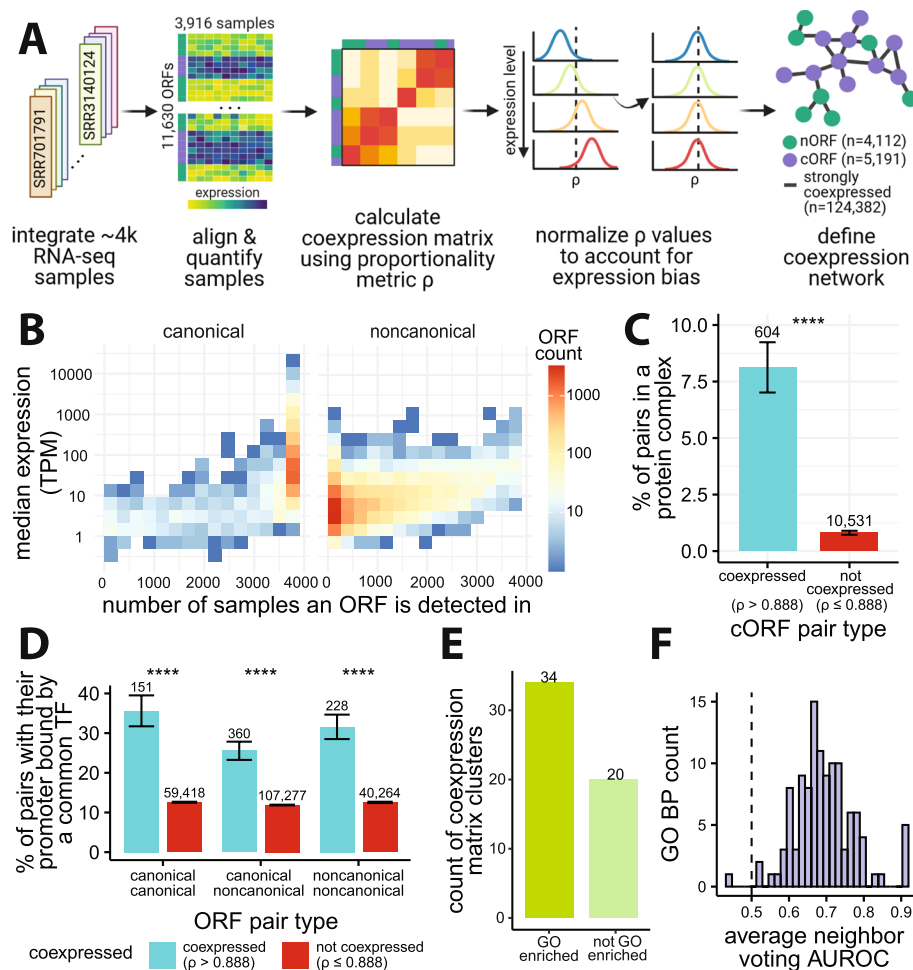 A
3,916 samples
SRR701791
SRR3140124
11,630 ORFs
...
expression
expression level
ρ
ρ
nORF (n=4,112)
cORF (n=5,191)
strongly
coexpressed
(n=124,382)
integrate ~4k
RNA-seq
samples
align &
quantify
samples
calculate
coexpression matrix
using proportionality
metric ρ
normalize ρ values
to account for
expression bias
define
coexpression
network
B
canonical
noncanonical
ORF
count
1000
100
10
median expression
(TPM)
10000
1000
100
10
1
0
1000
2000
3000
4000
0
1000
2000
3000
4000
number of samples an ORF is detected in
C
% of pairs in a
protein complex
10.0
7.5
5.0
2.5
0.0
604
****
10,531
coexpressed
(ρ > 0.888)
not
coexpressed
(ρ ≤ 0.888)
cORF pair type
D
% of pairs with their
promoter bound by
a common TF
40
30
20
10
0
****
****
****
151
59,418
360
107,277
228
40,264
canonical
canonical
canonical
noncanonical
noncanonical
noncanonical
ORF pair type
coexpressed
coexpressed
(ρ > 0.888)
not coexpressed
(ρ ≤ 0.888)
E
count of coexpression
matrix clusters
30
20
10
0
34
20
GO
enriched
not GO
enriched
F
GO BP count
15
10
5
0
0.5
0.6
0.7
0.8
0.9
average neighbor
voting AUROC